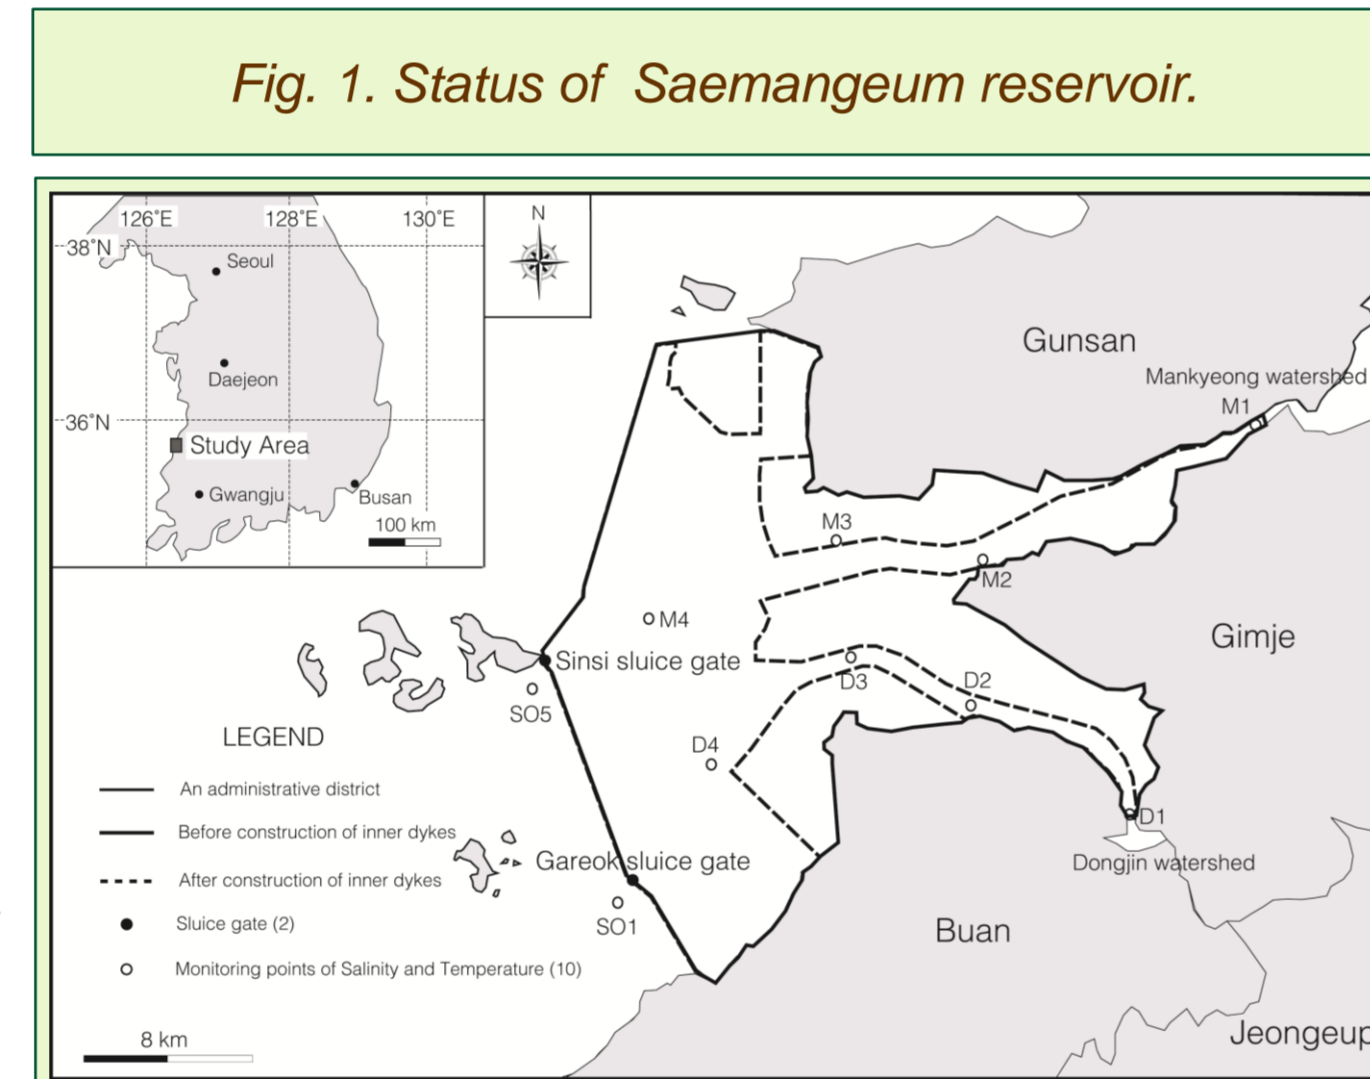 Fig. 1. Status of Saemangeum reservoir.
126°E
128°E
130°E
N
38°N
Seoul
Daejeon
36°N
Study Area
Gwangju
Busan
100 km
Gunsan
Mankyeong watershed
M1
M3
M2
M4
Gimje
Sinsi sluice gate
SO5
D3
D2
D4
D1
Dongjin watershed
Gareok sluice gate
SO1
Buan
Jeongeup
LEGEND
An administrative district
Before construction of inner dykes
After construction of inner dykes
Sluice gate (2)
Monitoring points of Salinity and Temperature (10)
8 km